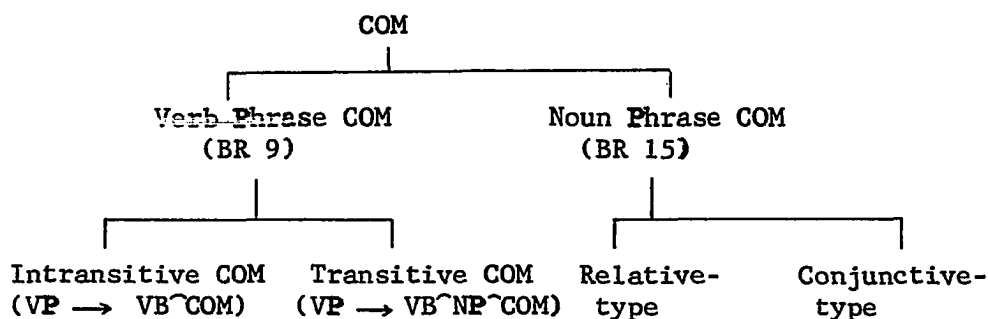 COM
Verb Phrase COM Noun Phrase COM
(BR 9) (BR 15)
Intransitive COM Transitive COM Relative- Conjunctive-
(VP → VB⌒COM) (VP → VB⌒NP⌒COM) type type